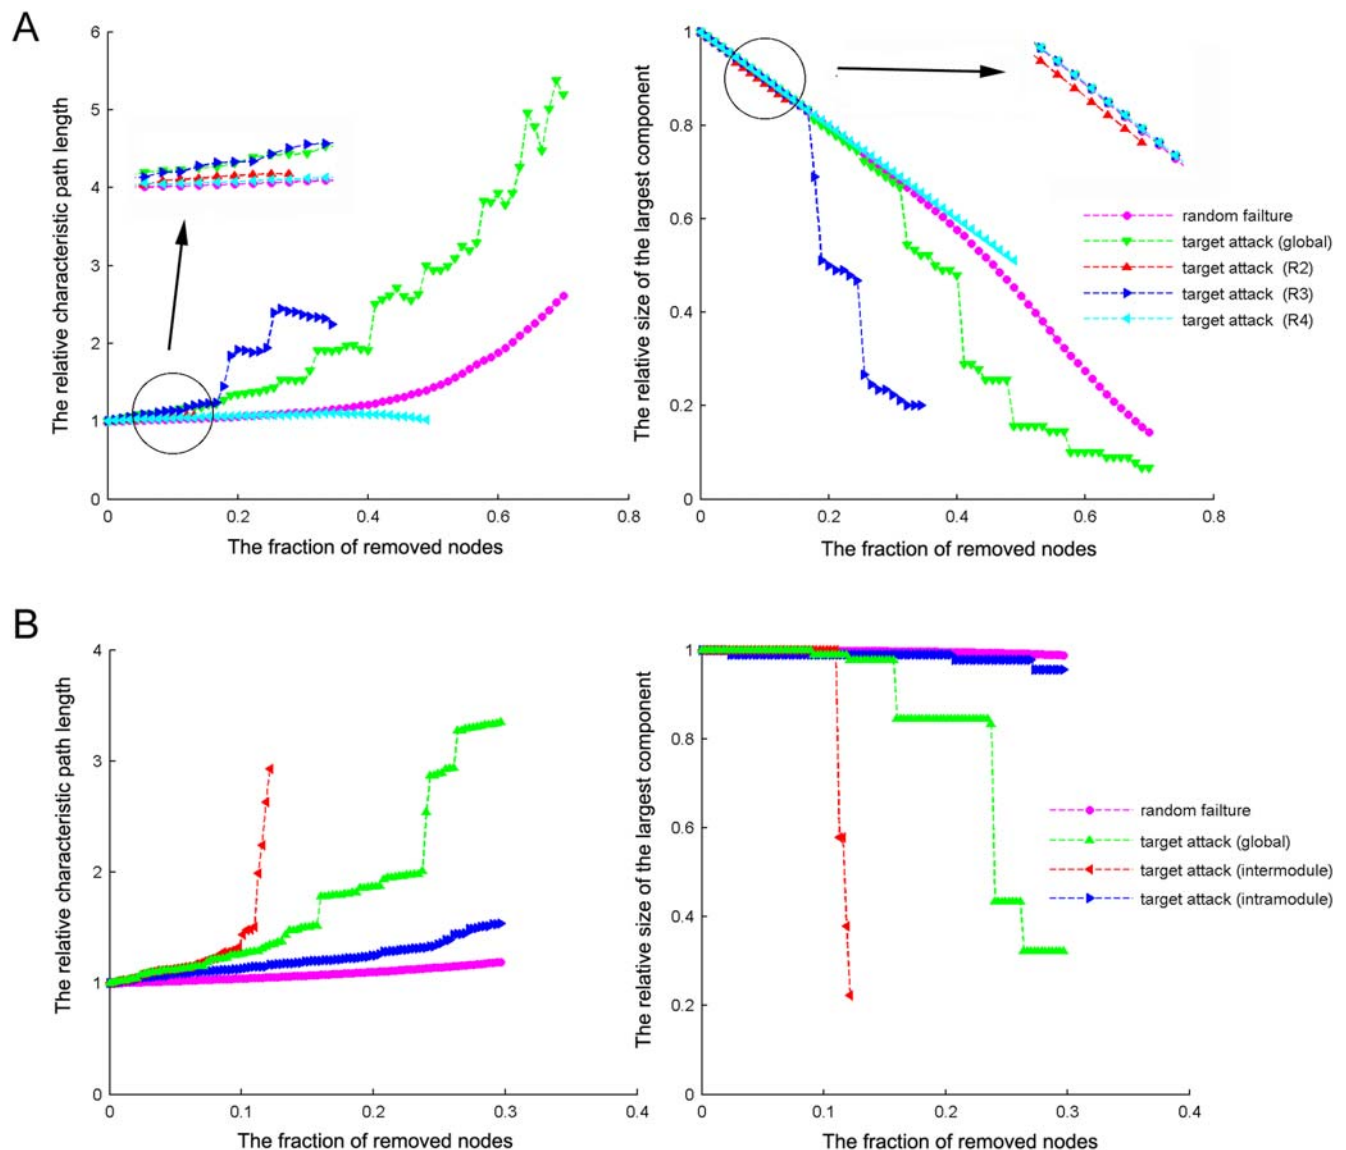 A
The relative characteristic path length
6
5
4
3
2
1
0
0
0.2
0.4
0.6
0.8
The fraction of removed nodes
The relative size of the largest component
1
0.8
0.6
0.4
0.2
0
0
0.2
0.4
0.6
0.8
The fraction of removed nodes
random failture
target attack (global)
target attack (R2)
target attack (R3)
target attack (R4)
B
The relative characteristic path length
4
3
2
1
0
0
0.1
0.2
0.3
0.4
The fraction of removed nodes
The relative size of the largest component
1
0.8
0.6
0.4
0.2
0
0
0.1
0.2
0.3
0.4
The fraction of removed nodes
random failture
target attack (global)
target attack (intermodule)
target attack (intramodule)